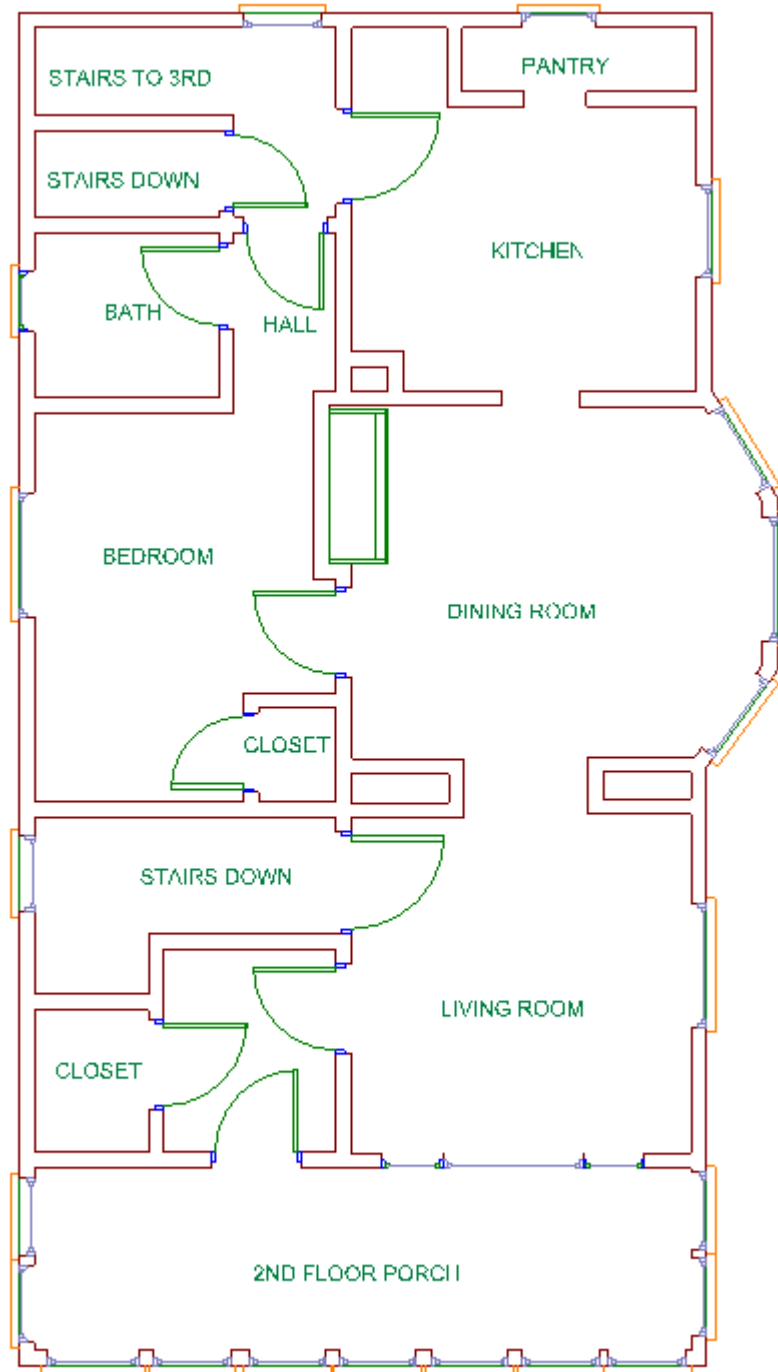 STAIRS TO 3RD
PANTRY
STAIRS DOWN
KITCHEN
BATH
HALL
BEDROOM
DINING ROOM
CLOSET
STAIRS DOWN
LIVING ROOM
CLOSET
2ND FLOOR PORCH